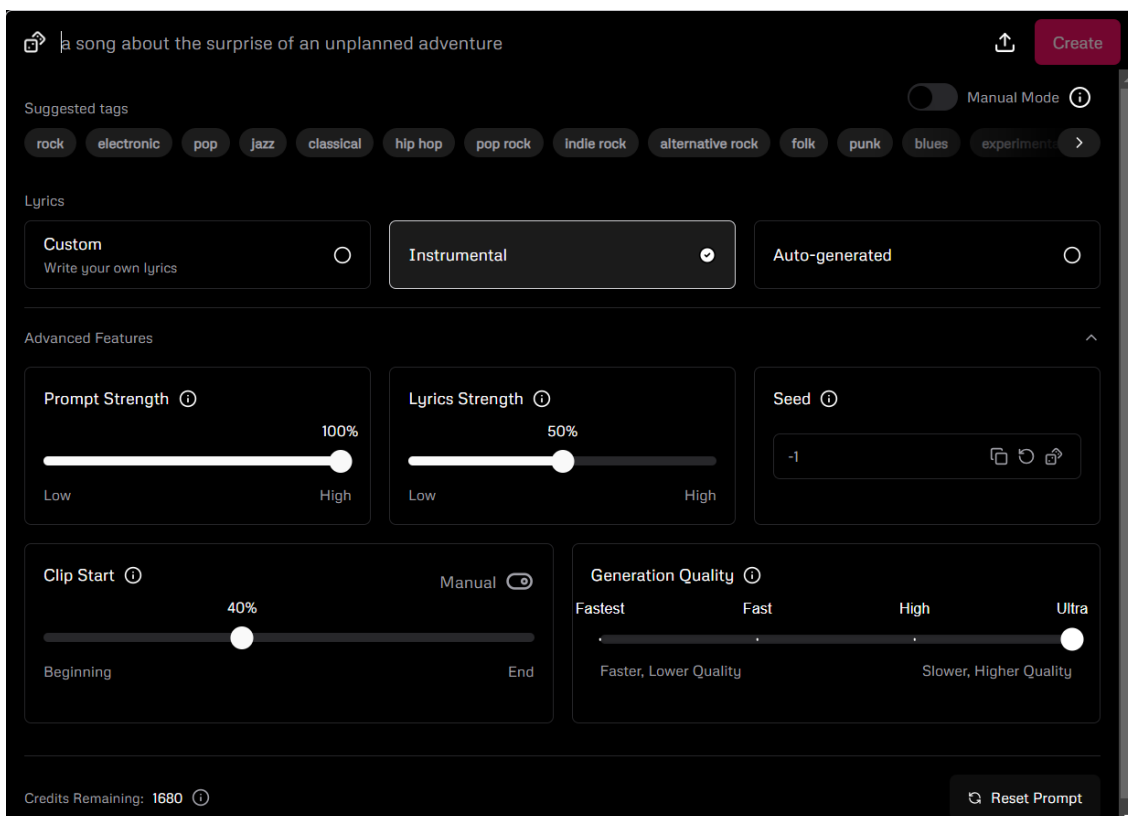 a song about the surprise of an unplanned adventure
Create
Manual Mode
Suggested tags
rock electronic pop jazz classical hip hop pop rock indie rock alternative rock folk punk blues
Lyrics
Custom
Write your own lyrics
Instrumental
Auto-generated
Advanced Features
Prompt Strength
100%
Low High
Lyrics Strength
50%
Low High
Seed
-1
Clip Start
Manual
40%
Beginning End
Generation Quality
Fastest Fast High Ultra
Faster, Lower Quality Slower, Higher Quality
Credits Remaining: 1680
Reset Prompt